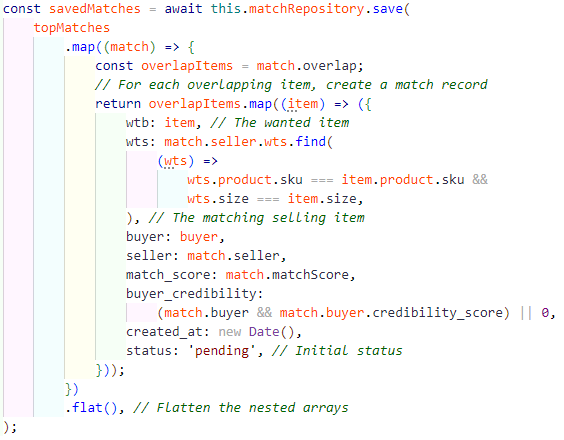 const savedMatches = await this.matchRepository.save(
    topMatches
        .map((match) => {
            const overlapItems = match.overlap;
            // For each overlapping item, create a match record
            return overlapItems.map((item) => ({
                wtb: item, // The wanted item
                wts: match.seller.wts.find(
                    (wts) =>
                        wts.product.sku === item.product.sku &&
                        wts.size === item.size,
                ), // The matching selling item
                buyer: buyer,
                seller: match.seller,
                match_score: match.matchScore,
                buyer_credibility:
                    (match.buyer && match.buyer.credibility_score) || 0,
                created_at: new Date(),
                status: 'pending', // Initial status
            }));
        })
        .flat(), // Flatten the nested arrays
);